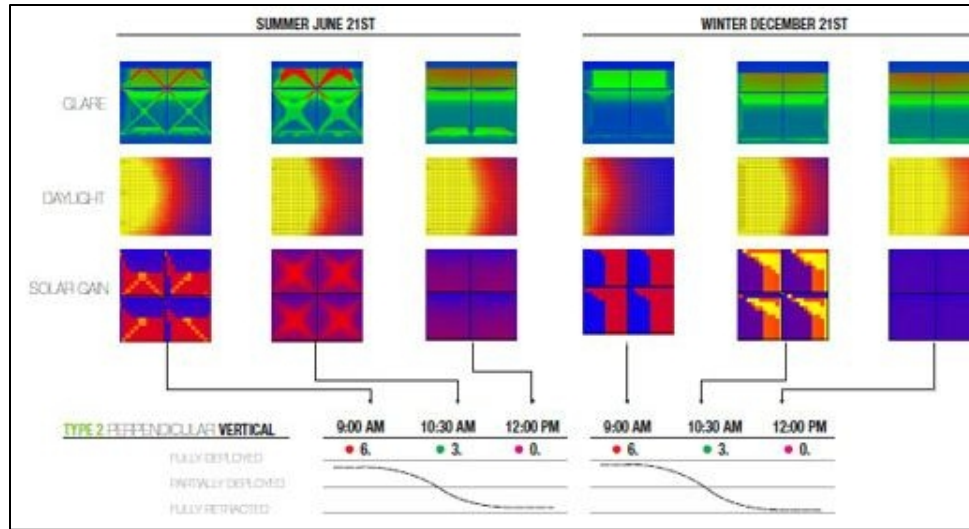 SUMMER JUNE 21ST
WINTER DECEMBER 21ST
GLARE
DAYLIGHT
SOLAR GAIN
TYPE 2 PERPENDICULAR VERTICAL
9:00 AM 10:30 AM 12:00 PM
9:00 AM 10:30 AM 12:00 PM
6. 3. 0.
6. 3. 0.
FULLY DEPLOYED
PARTIALLY DEPLOYED
FULLY RETRACTED